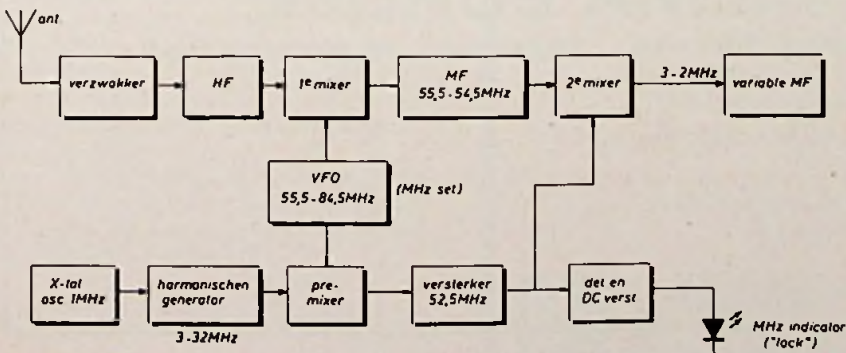 ant.
verzwakker
HF
1e mixer
MF
55,5-54,5MHz
2e mixer
3-2MHz
variable MF
VFO
55,5-84,5MHz
(MHz set)
X-tal
osc 1MHz
harmonischen
generator
3-32MHz
pre-
mixer
versterker
52,5MHz
det en
DC verst
MHz indicator
("lock")